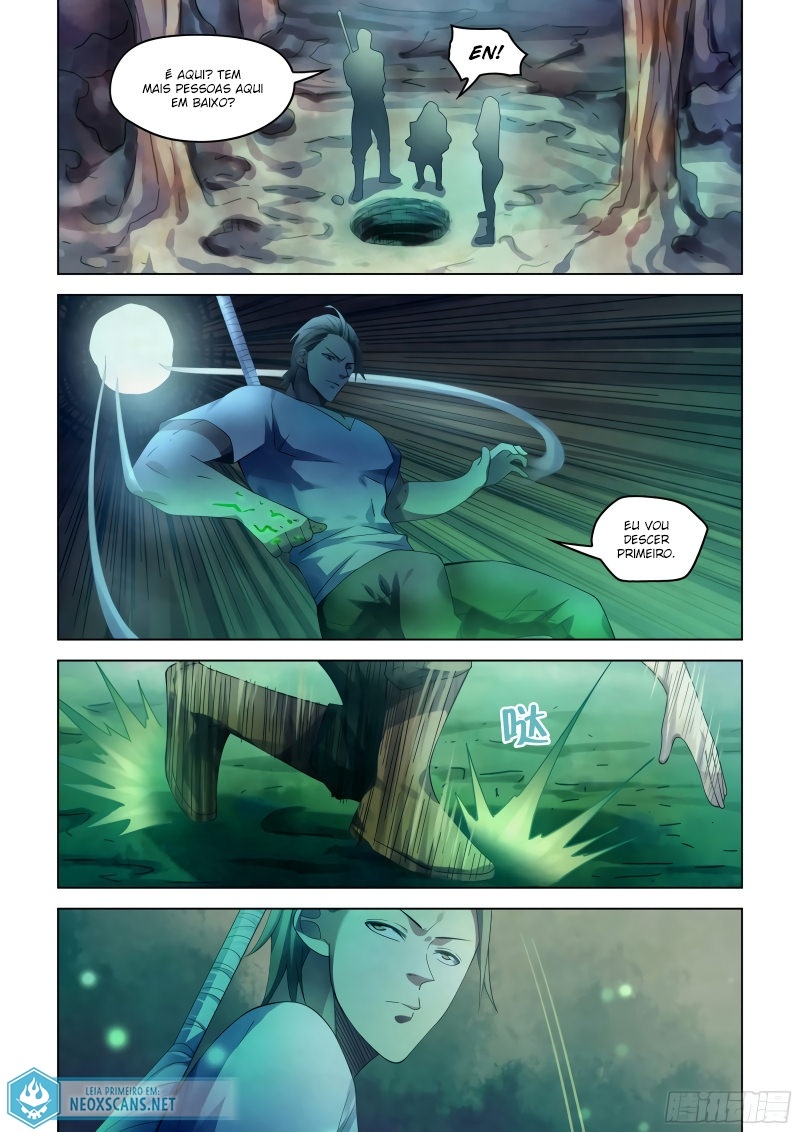 É AQUI? TEM
MAIS PESSOAS AQUI
EM BAIXO?
EN!
EU VOU
DESCER
PRIMEIRO.
哒
LEIA PRIMEIRO EM:
NEOXSCANS.NET
腾讯动漫